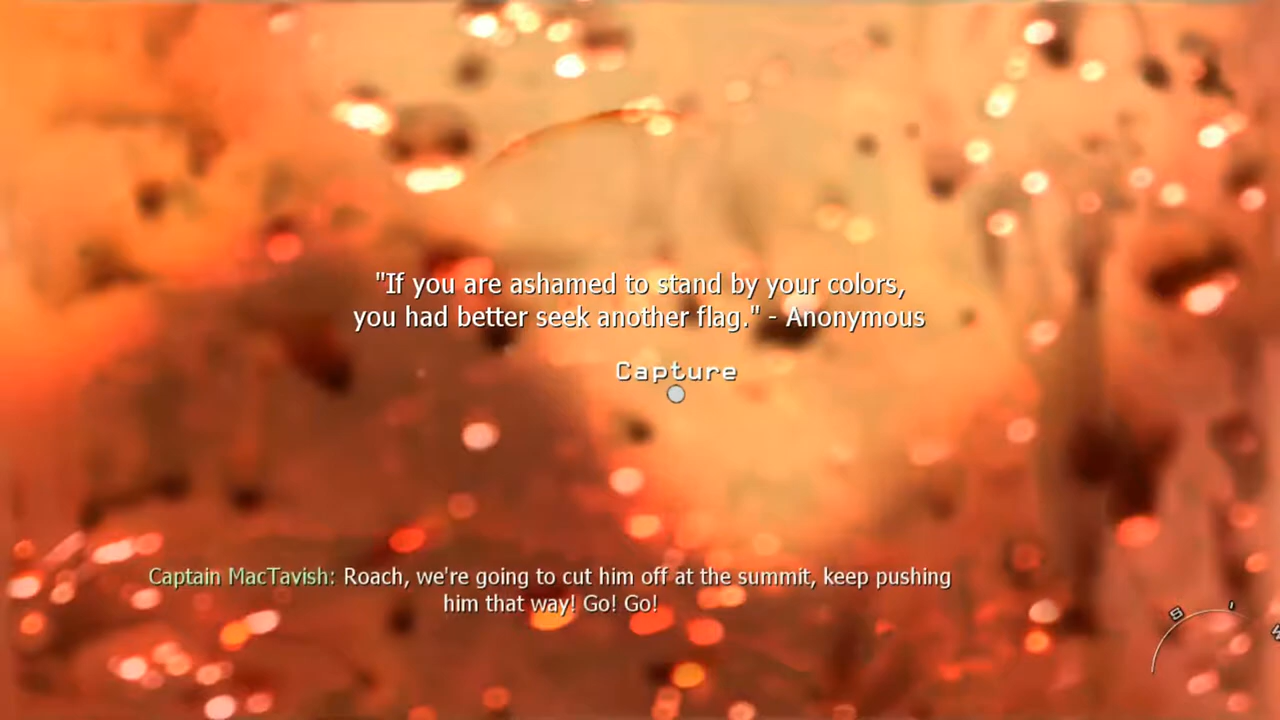 "If you are ashamed to stand by your colors,
you had better seek another flag." - Anonymous
Capture
Captain MacTavish: Roach, we're going to cut him off at the summit, keep pushing
him that way! Go! Go!
S